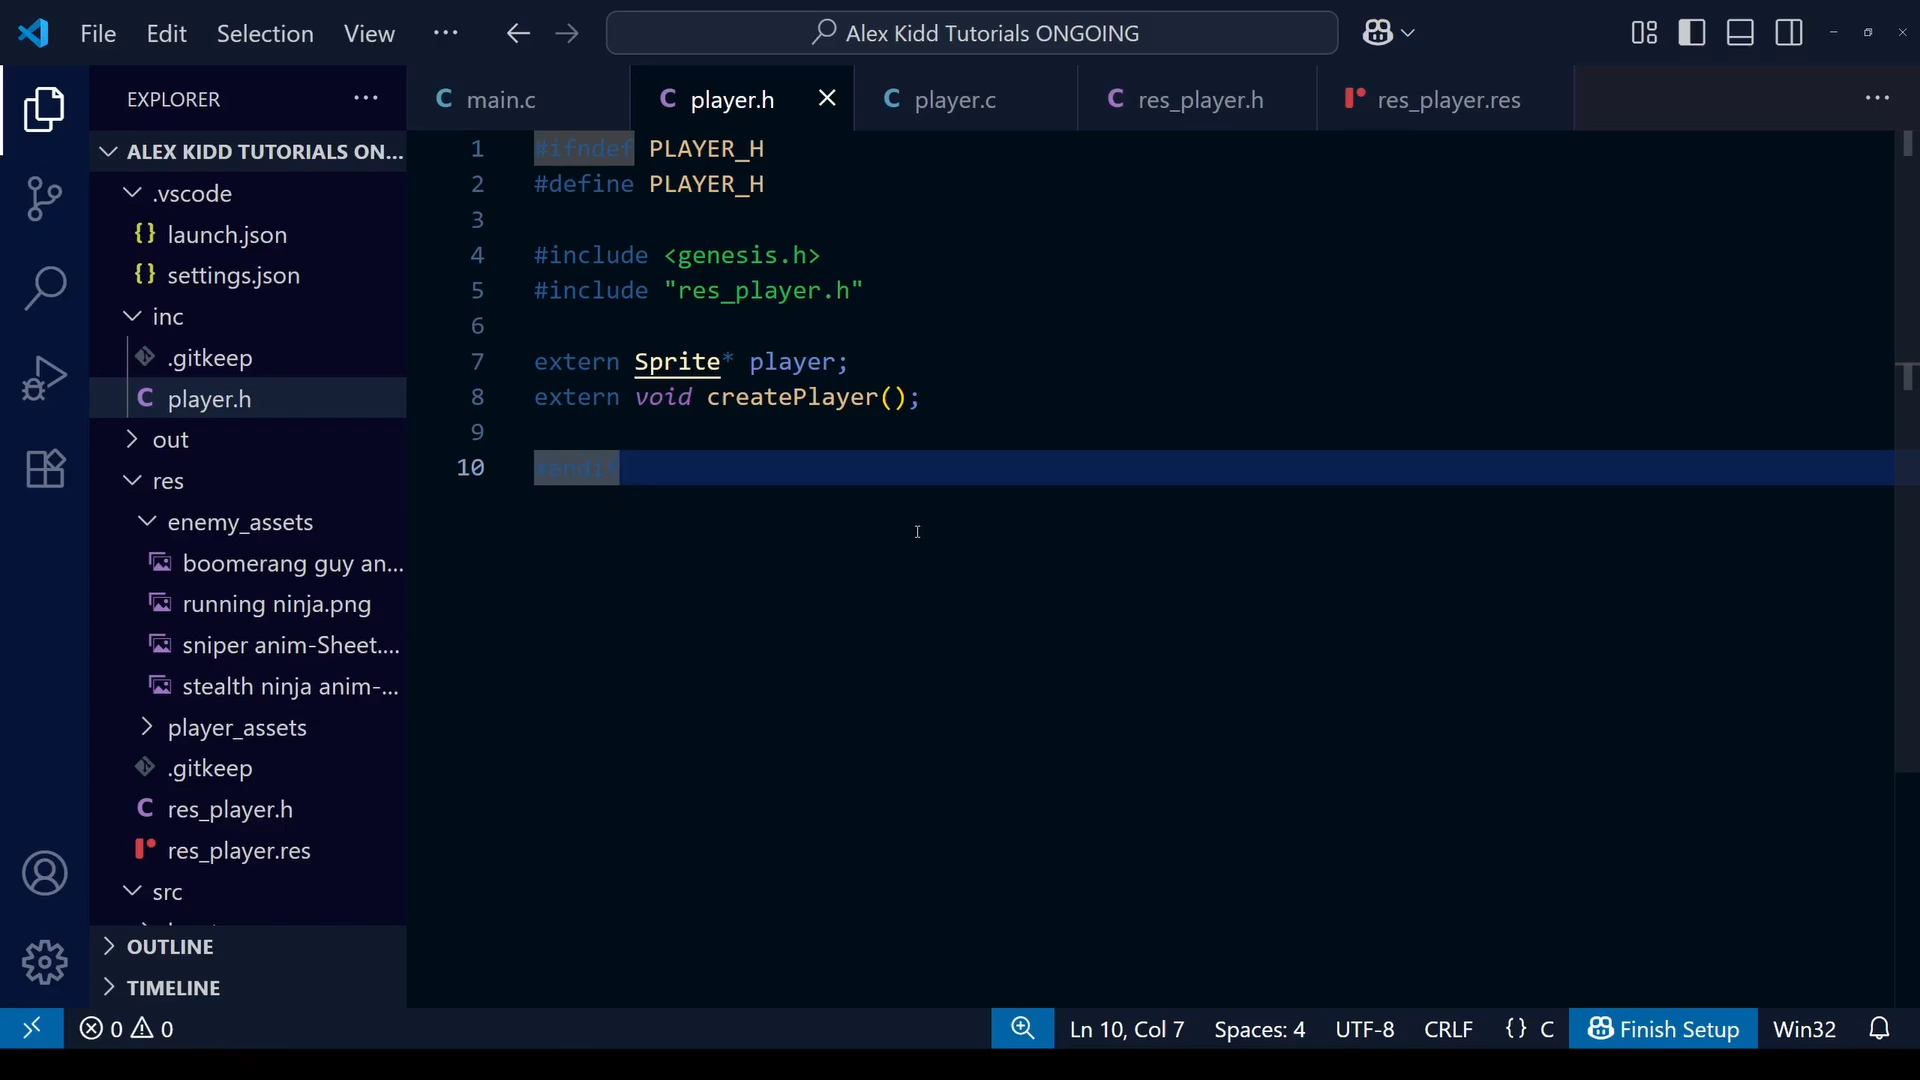 File Edit Selection View ··· Alex Kidd Tutorials ONGOING
EXPLORER ···
main.c player.h player.c res_player.h res_player.res ···
ALEX KIDD TUTORIALS ON...
.vscode
launch.json
settings.json
inc
.gitkeep
player.h
out
res
enemy_assets
boomerang guy an...
running ninja.png
sniper anim-Sheet....
stealth ninja anim-...
player_assets
.gitkeep
res_player.h
res_player.res
src
OUTLINE
TIMELINE
1 #ifndef PLAYER_H
2 #define PLAYER_H
3
4 #include <genesis.h>
5 #include "res_player.h"
6
7 extern Sprite* player;
8 extern void createPlayer();
9
10 #endif
0 0 Ln 10, Col 7 Spaces: 4 UTF-8 CRLF {} C Finish Setup Win32